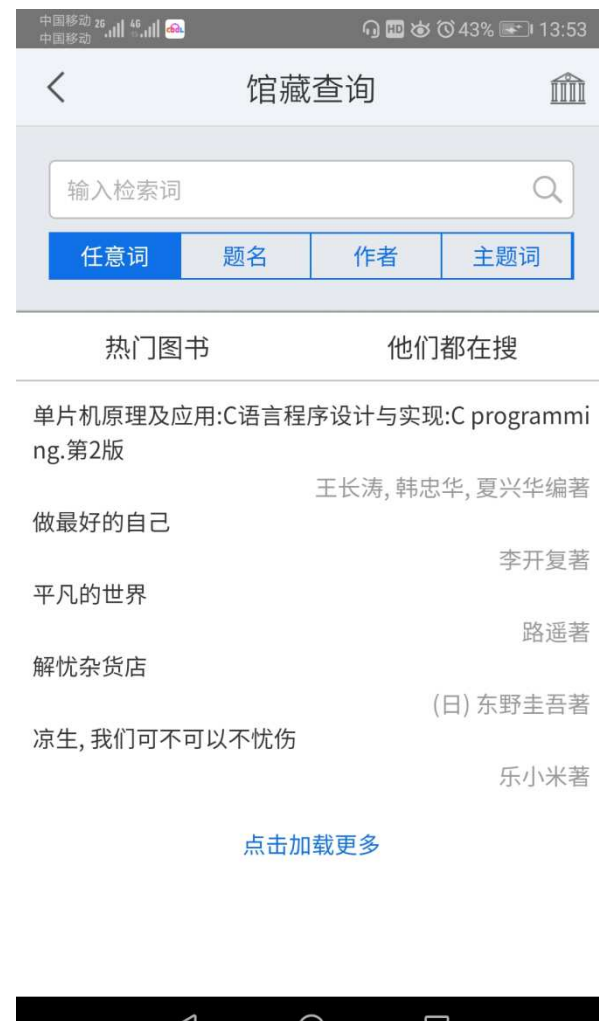 中国移动 2G 4G
中国移动
HD 43% 13:53
馆藏查询
输入检索词
任意词 题名 作者 主题词
热门图书 他们都在搜
单片机原理及应用:C语言程序设计与实现:C programmi
ng.第2版
王长涛, 韩忠华, 夏兴华编著
做最好的自己
李开复著
平凡的世界
路遥著
解忧杂货店
(日) 东野圭吾著
凉生, 我们可不可以不忧伤
乐小米著
点击加载更多